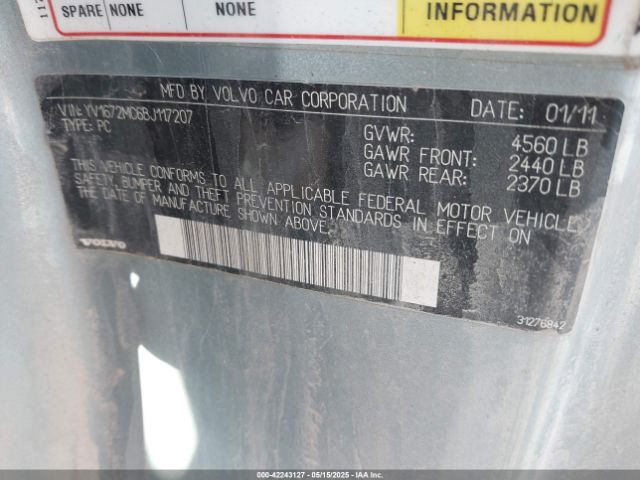 SPARE NONE NONE
INFORMATION
MFD BY VOLVO CAR CORPORATION DATE: 01/11
VIN: YV1672MC6BJ117207
TYPE: PC
GVWR: 4560 LB
GAWR FRONT: 2440 LB
GAWR REAR: 2370 LB
THIS VEHICLE CONFORMS TO ALL APPLICABLE FEDERAL MOTOR VEHICLE
SAFETY, BUMPER AND THEFT PREVENTION STANDARDS IN EFFECT ON
THE DATE OF MANUFACTURE SHOWN ABOVE.
VOLVO
31276942
000-42243127 - 05/15/2025 - IAAI.CA